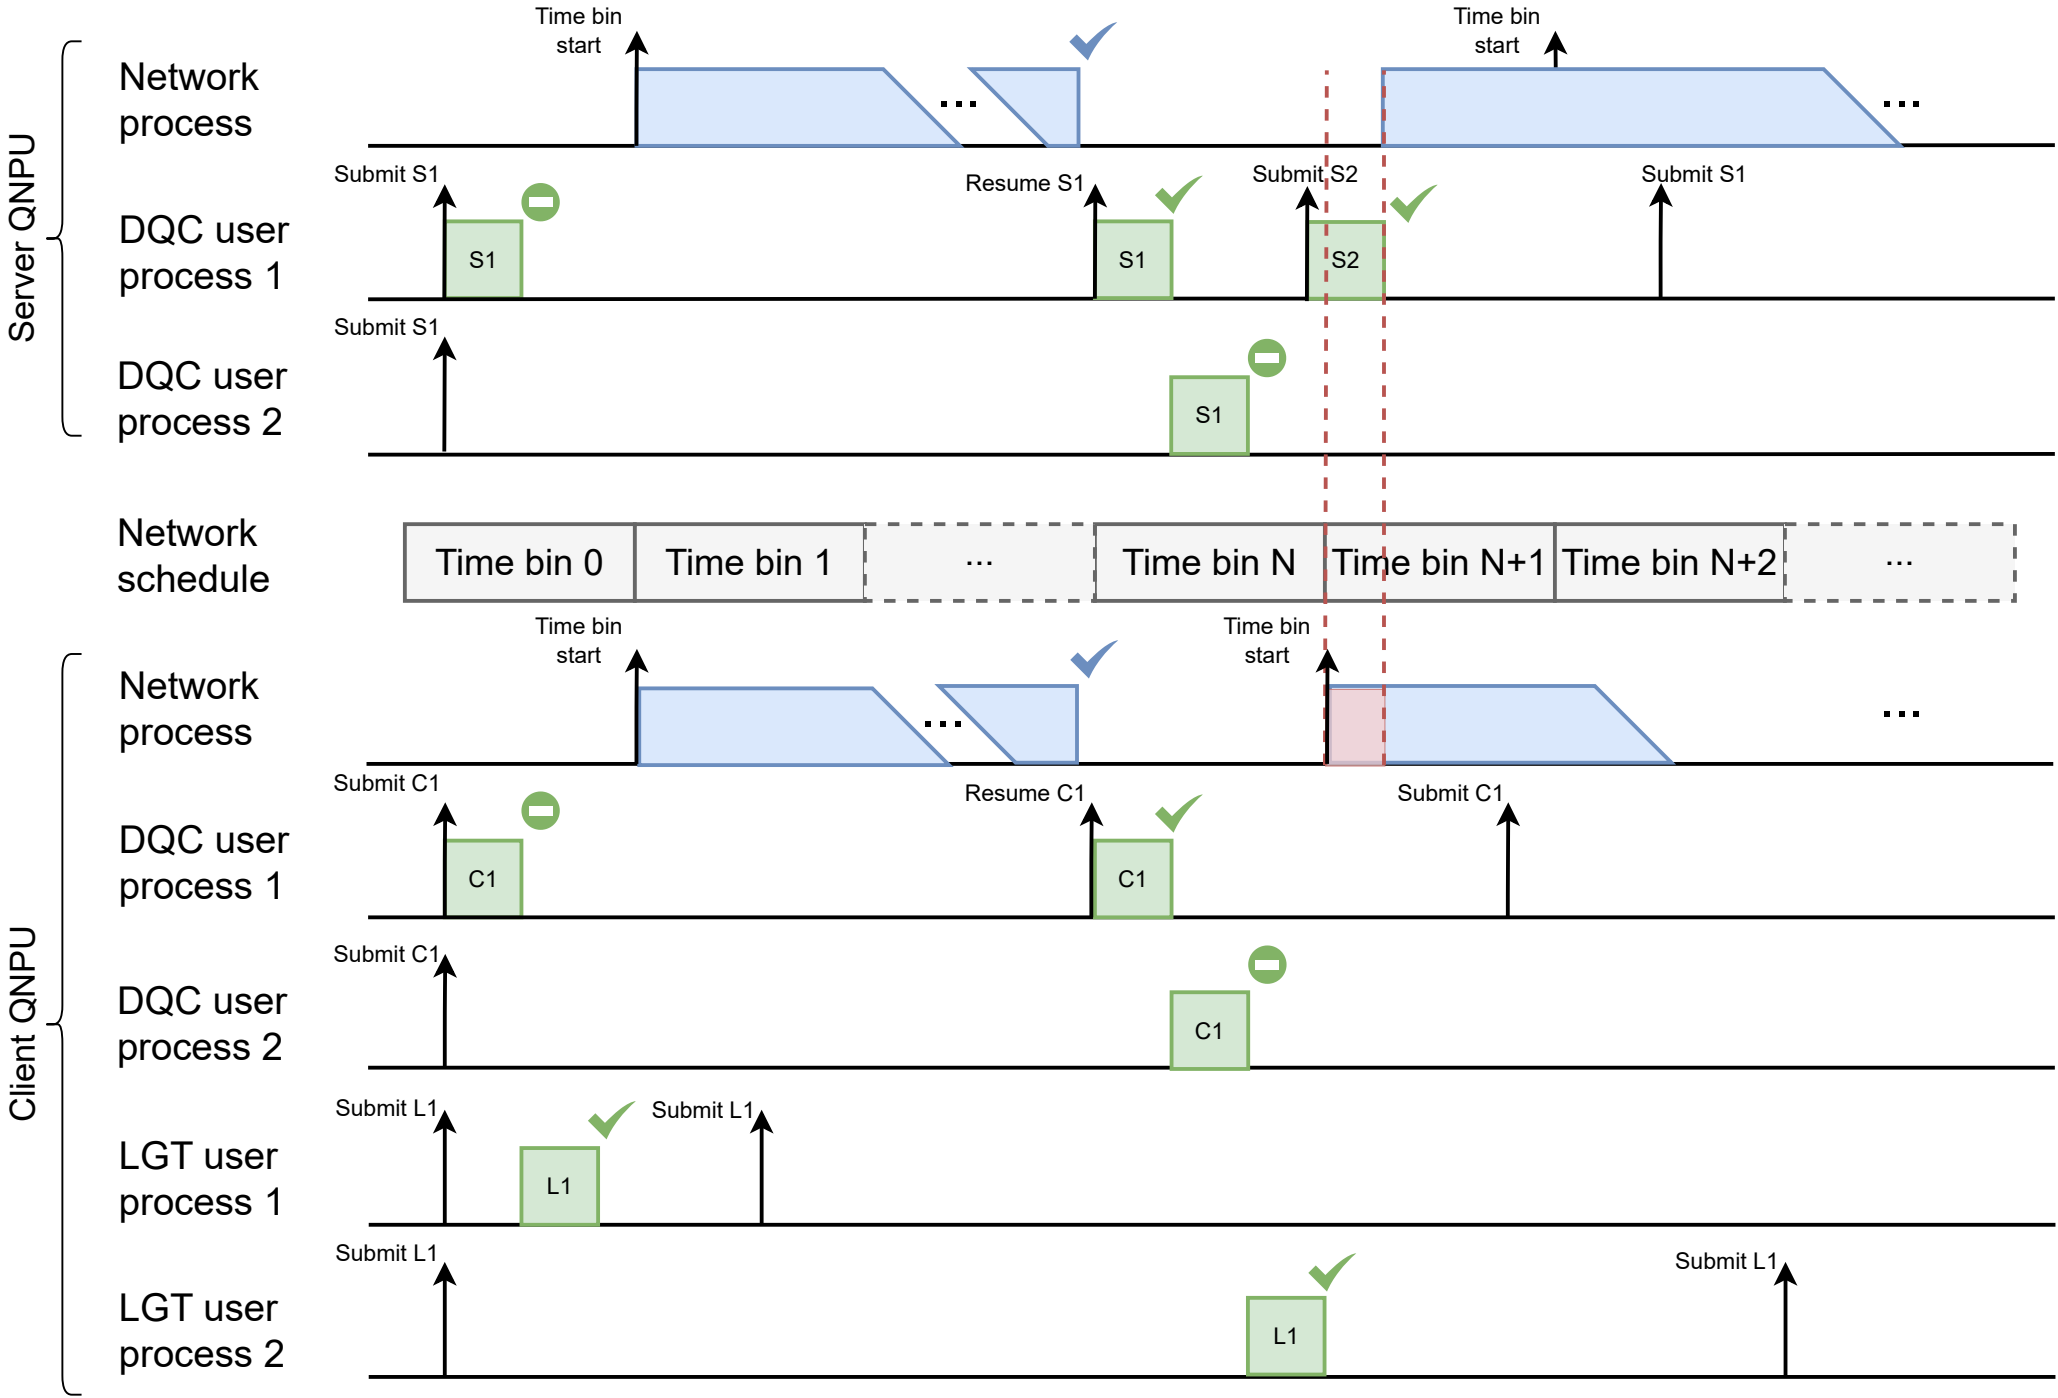 Time bin
start
Time bin
start
Network
process
...
...
Server QNPU
Submit S1
Resume S1
Submit S2
Submit S1
DQC user
process 1
S1
S1
S2
Submit S1
DQC user
process 2
S1
Network
schedule
Time bin 0
Time bin 1
...
Time bin N
Time bin N+1
Time bin N+2
...
Time bin
start
Time bin
start
Network
process
...
...
Client QNPU
Submit C1
Resume C1
Submit C1
DQC user
process 1
C1
C1
Submit C1
DQC user
process 2
C1
Submit L1
Submit L1
LGT user
process 1
L1
Submit L1
Submit L1
LGT user
process 2
L1